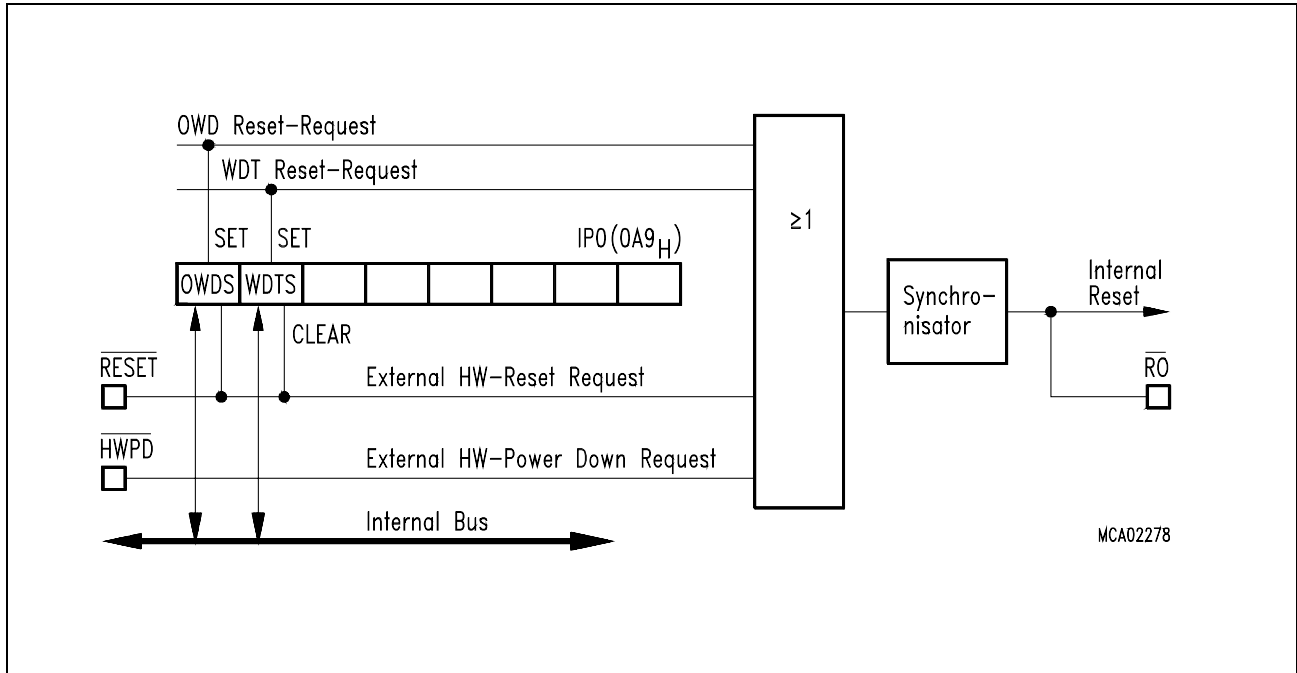 OWD Reset-Request
WDT Reset-Request
≥1
SET SET IP0(0A9H)
OWDS WDTS
Internal
Reset
Synchro-
nisator
CLEAR
RESET
External HW-Reset Request
RO
HWPD
External HW-Power Down Request
Internal Bus
MCA02278